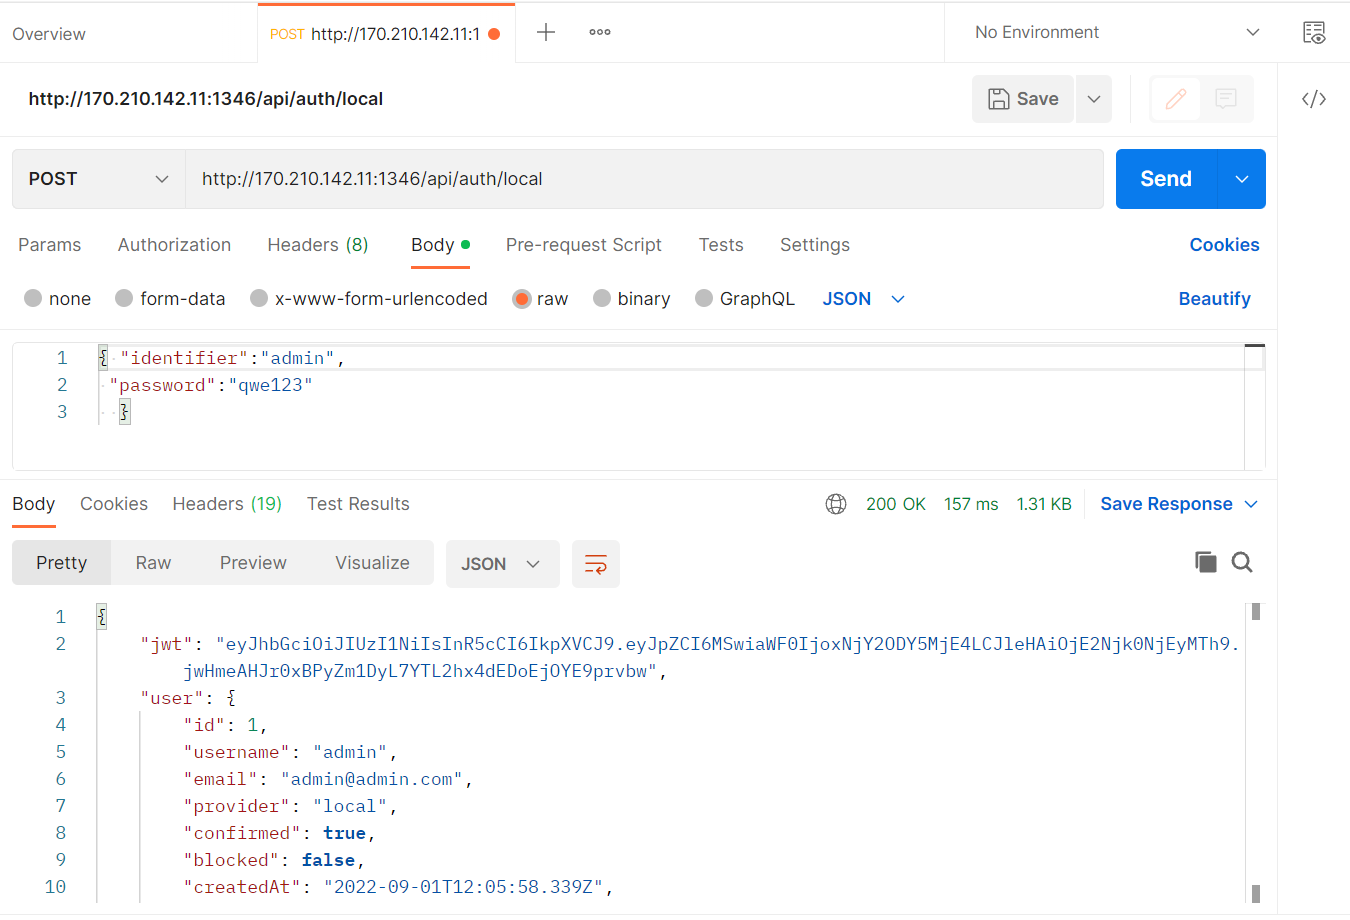 Overview
POST http://170.210.142.11:1
No Environment
http://170.210.142.11:1346/api/auth/local
Save
POST
http://170.210.142.11:1346/api/auth/local
Send
Params Authorization Headers (8) Body Pre-request Script Tests Settings Cookies
none form-data x-www-form-urlencoded raw binary GraphQL JSON Beautify
1 { "identifier":"admin",
2 "password":"qwe123"
3 }
Body Cookies Headers (19) Test Results 200 OK 157 ms 1.31 KB Save Response
Pretty Raw Preview Visualize JSON
1 {
2 "jwt": "eyJhbGciOiJIUzI1NiIsInR5cCI6IkpXVCJ9.eyJpZCI6MSwiaWF0IjoxNjY2ODY5MjE4LCJleHAiOjE2Njk0NjEyMTh9.
jwHmeAHJr0xBPyZm1DyL7YTL2hx4dEDoEjOYE9prvbw",
3 "user": {
4 "id": 1,
5 "username": "admin",
6 "email": "admin@admin.com",
7 "provider": "local",
8 "confirmed": true,
9 "blocked": false,
10 "createdAt": "2022-09-01T12:05:58.339Z",